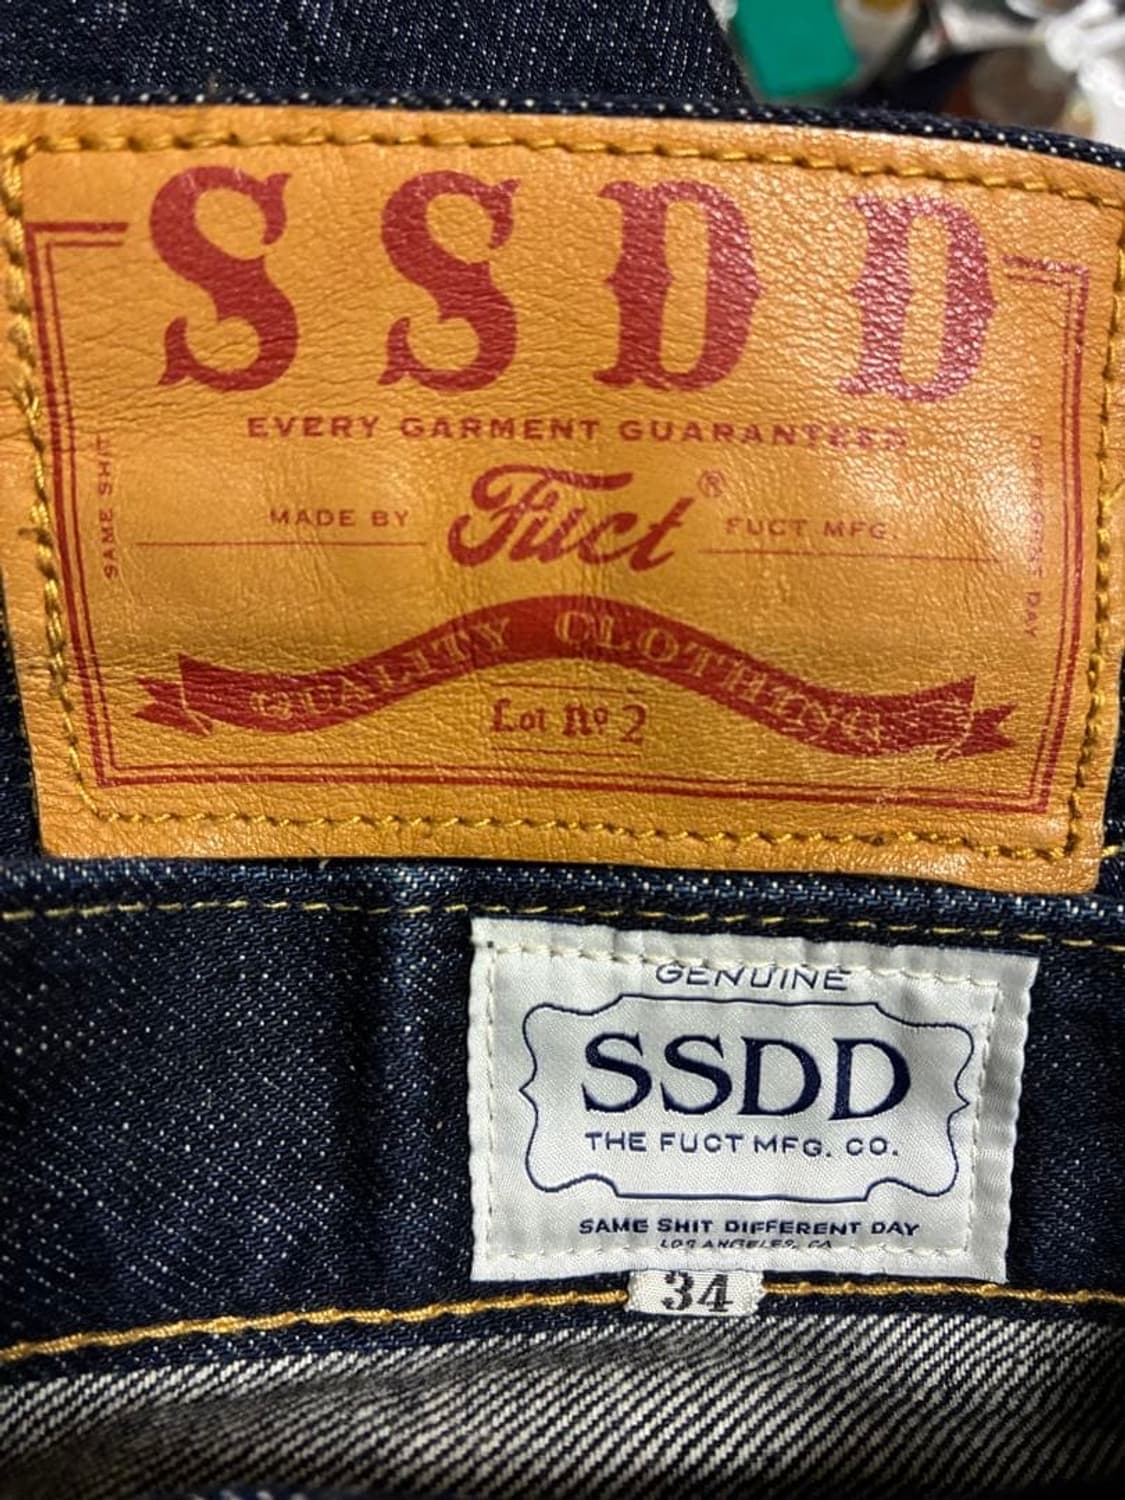 SSDD
EVERY GARMENT GUARANTEED
SAME SHIT
MADE BY Fuct® FUCT MFG.
DIFFERENT DAY
QUALITY CLOTHING
Lot No 2
GENUINE
SSDD
THE FUCT MFG. CO.
SAME SHIT DIFFERENT DAY
LOS ANGELES, CA
34